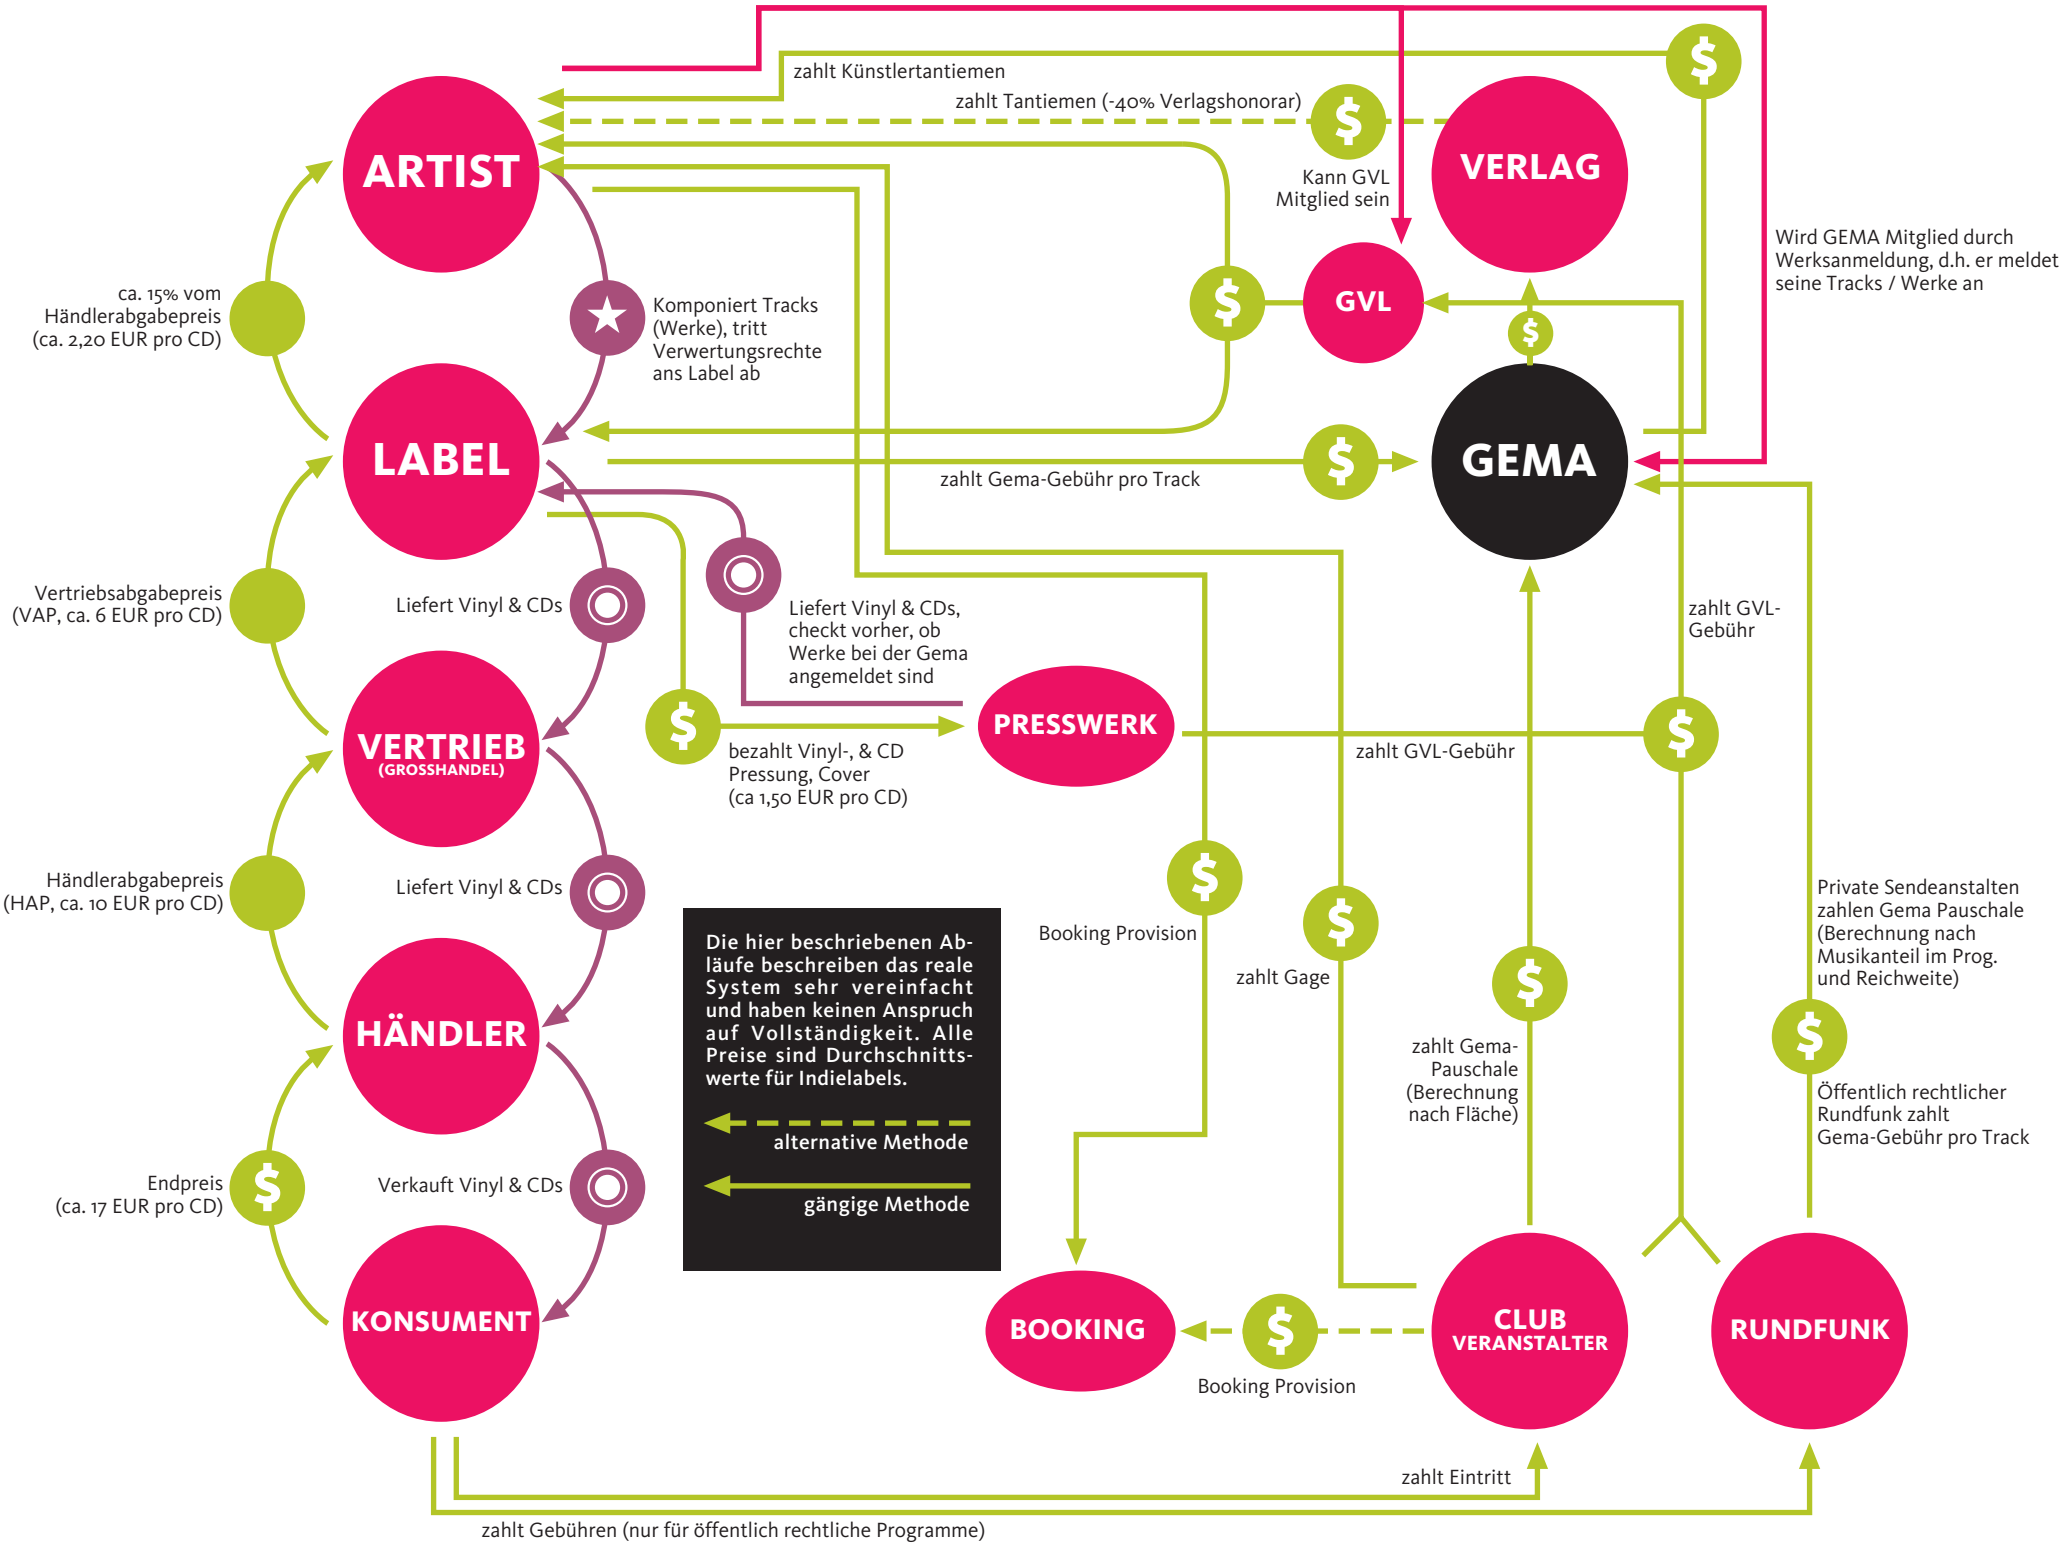 zahlt Künstlertantiemen
zahlt Tantiemen (-40% Verlagshonorar)
ARTIST
VERLAG
Kann GVL
Mitglied sein
Wird GEMA Mitglied durch
Werksanmeldung, d.h. er meldet
seine Tracks / Werke an
ca. 15% vom
Händlerabgabepreis
(ca. 2,20 EUR pro CD)
Komponiert Tracks
(Werke), tritt
Verwertungsrechte
ans Label ab
$
$
$
GVL
$
LABEL
zahlt Gema-Gebühr pro Track
$
GEMA
Vertriebsabgabepreis
(VAP, ca. 6 EUR pro CD)
Liefert Vinyl & CDs
Liefert Vinyl & CDs,
checkt vorher, ob
Werke bei der Gema
angemeldet sind
zahlt GVL-
Gebühr
VERTRIEB
(GROSSHANDEL)
$
bezahlt Vinyl-, & CD
Pressung, Cover
(ca 1,50 EUR pro CD)
PRESSWERK
zahlt GVL-Gebühr
$
Händlerabgabepreis
(HAP, ca. 10 EUR pro CD)
Liefert Vinyl & CDs
Die hier beschriebenen Ab-
läufe beschreiben das reale
System sehr vereinfacht
und haben keinen Anspruch
auf Vollständigkeit. Alle
Preise sind Durchschnitts-
werte für Indielabels.
alternative Methode
gängige Methode
Booking Provision
$
zahlt Gage
$
$
zahlt Gema-
Pauschale
(Berechnung
nach Fläche)
Private Sendeanstalten
zahlen Gema Pauschale
(Berechnung nach
Musikanteil im Prog.
und Reichweite)
$
Öffentlich rechtlicher
Rundfunk zahlt
Gema-Gebühr pro Track
HÄNDLER
Endpreis
(ca. 17 EUR pro CD)
$
Verkauft Vinyl & CDs
KONSUMENT
BOOKING
$
Booking Provision
CLUB
VERANSTALTER
RUNDFUNK
zahlt Eintritt
zahlt Gebühren (nur für öffentlich rechtliche Programme)